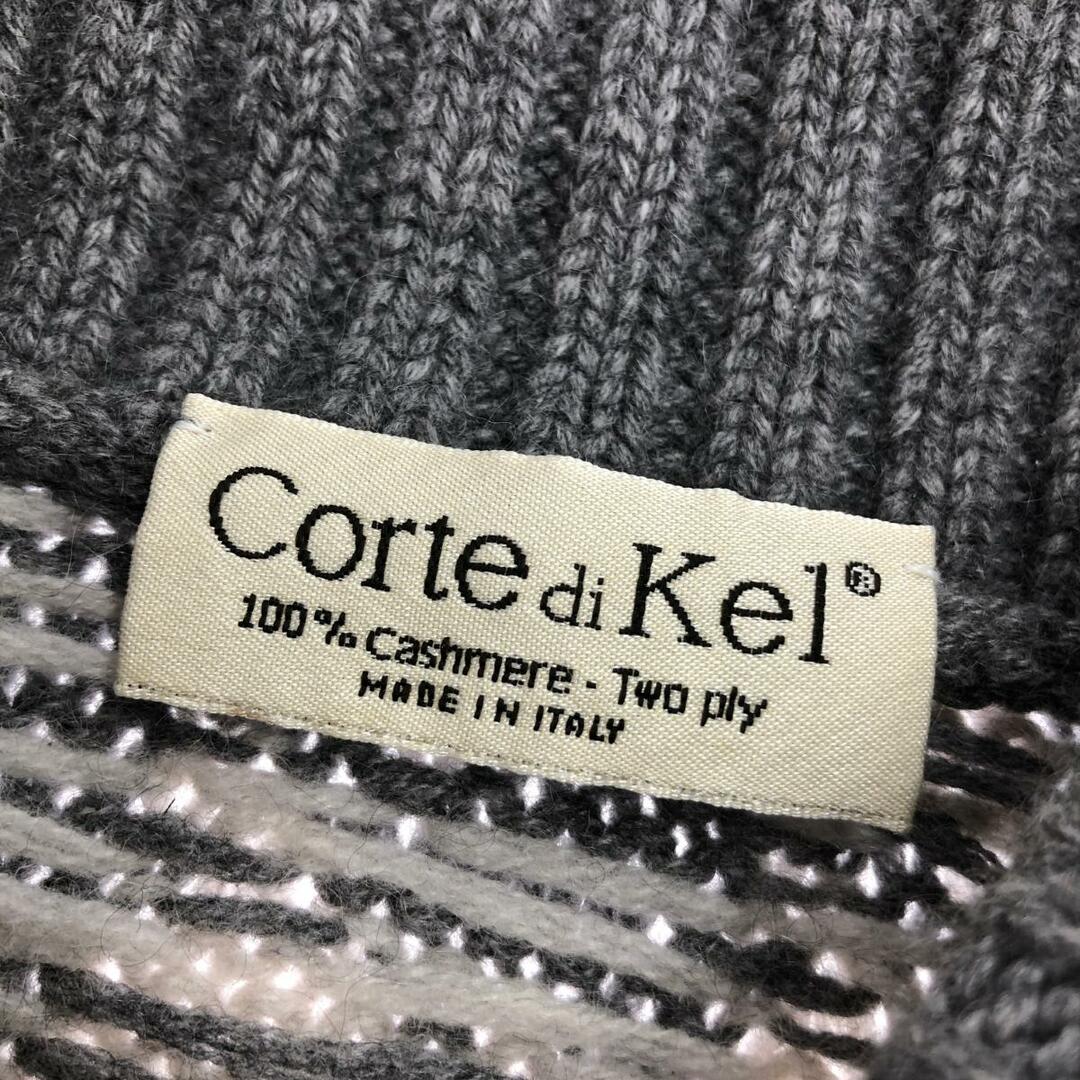 Corte di Kel®
100% Cashmere - Two ply
MADE IN ITALY